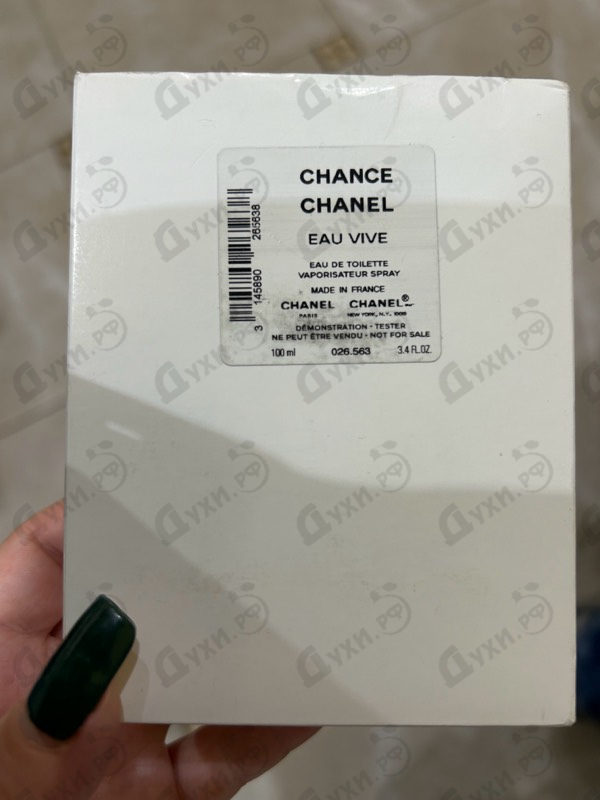 CHANCE
CHANEL
EAU VIVE
EAU DE TOILETTE
VAPORISATEUR SPRAY
MADE IN FRANCE
CHANEL CHANEL®
PARIS NEW YORK, N.Y. 10019
DÉMONSTRATION - TESTER
NE PEUT ÊTRE VENDU - NOT FOR SALE
100 ml 026.563 3.4 FL.OZ.
3 145890 265638
Духи.рф